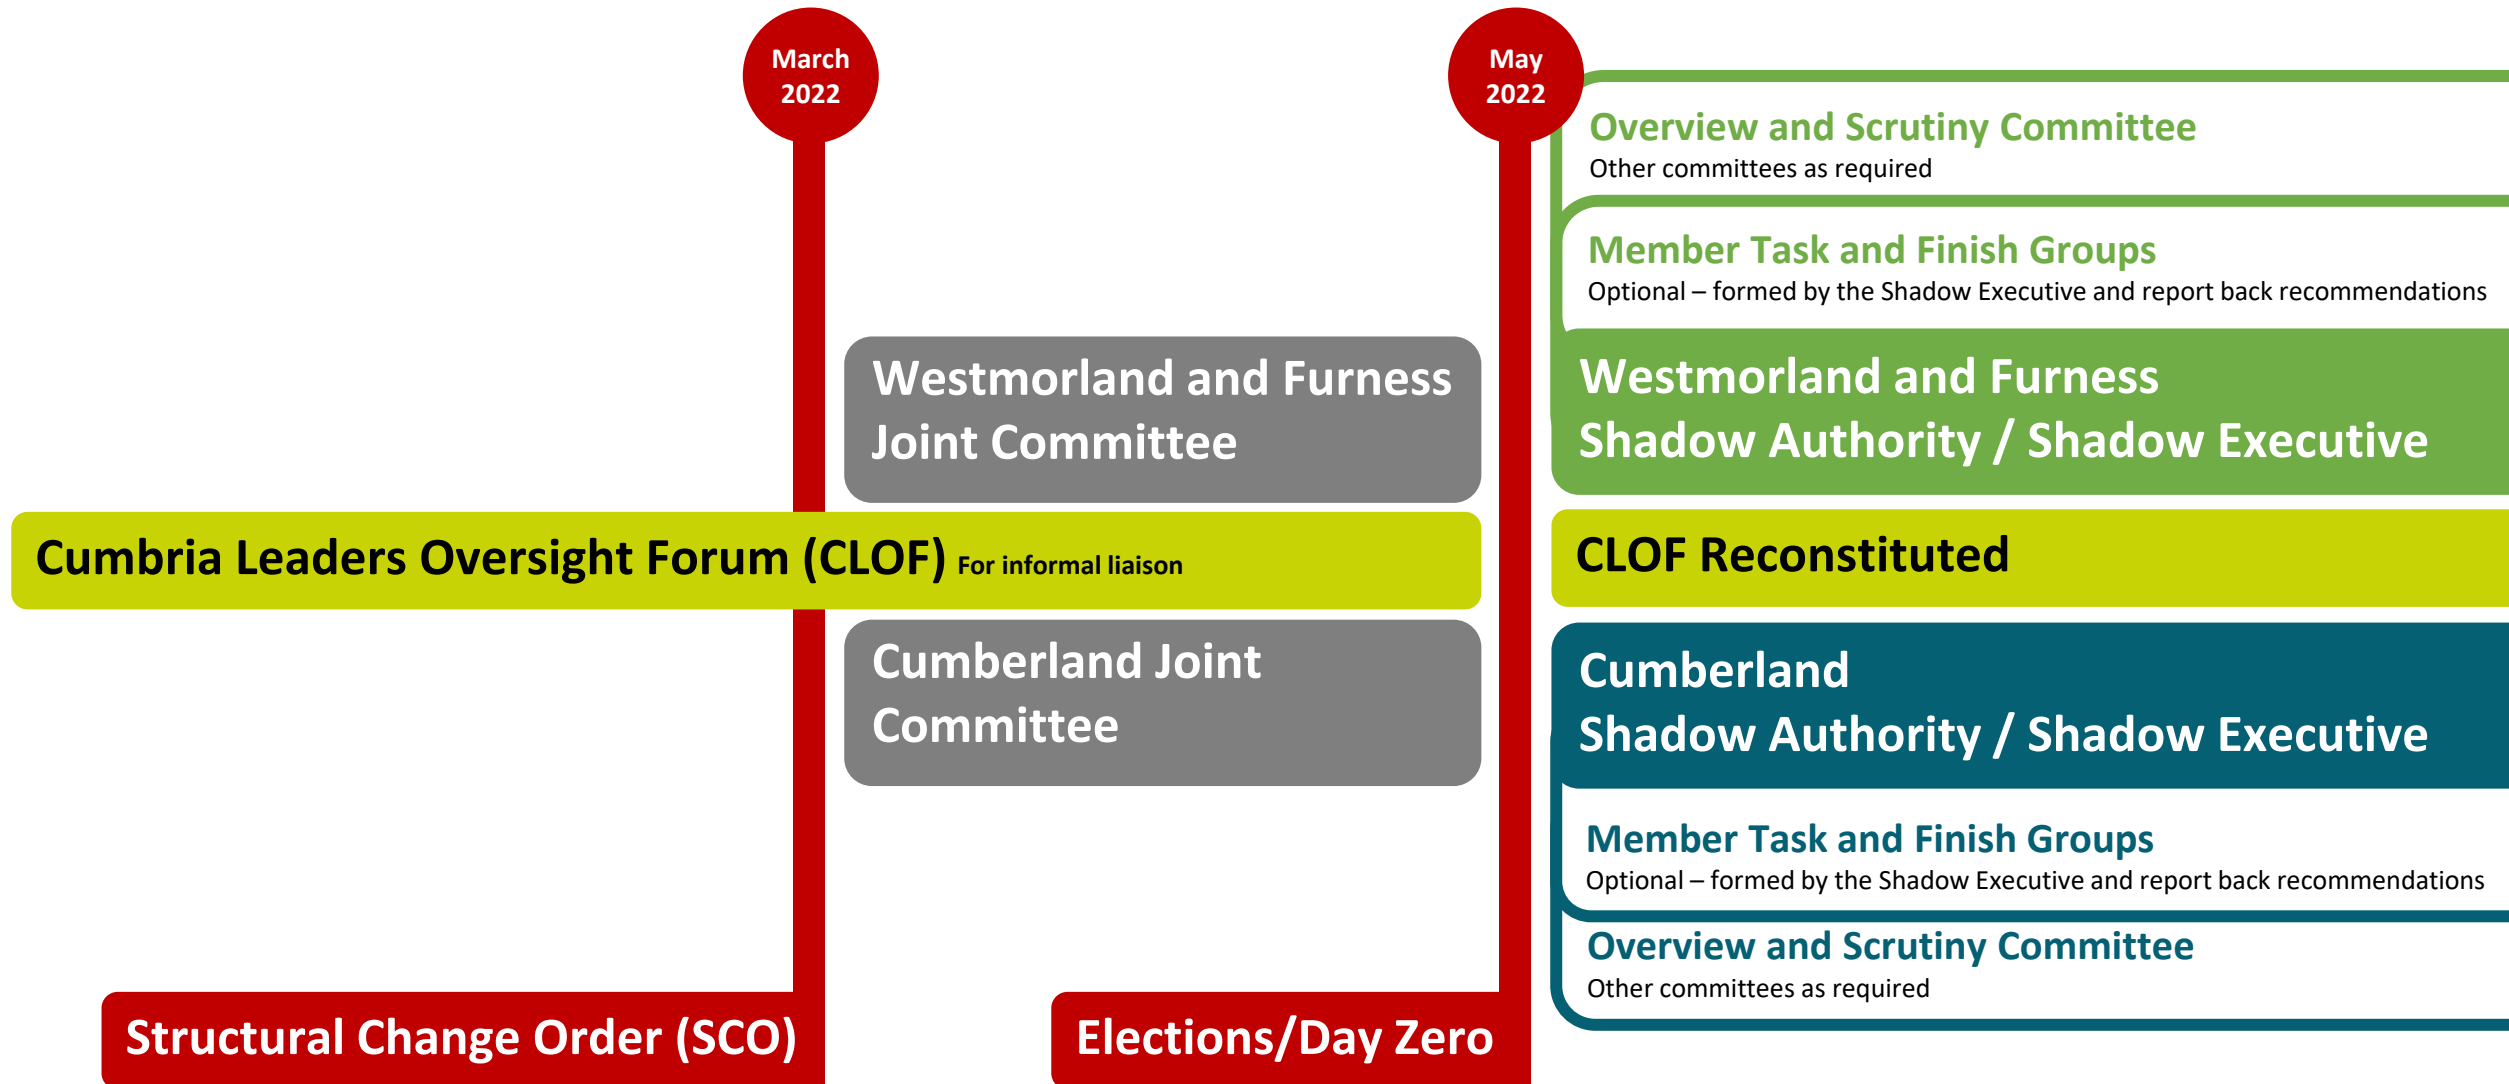 March
2022
May
2022
Overview and Scrutiny Committee
Other committees as required
Member Task and Finish Groups
Optional – formed by the Shadow Executive and report back recommendations
Westmorland and Furness
Joint Committee
Westmorland and Furness
Shadow Authority / Shadow Executive
Cumbria Leaders Oversight Forum (CLOF) For informal liaison
CLOF Reconstituted
Cumberland Joint
Committee
Cumberland
Shadow Authority / Shadow Executive
Member Task and Finish Groups
Optional – formed by the Shadow Executive and report back recommendations
Overview and Scrutiny Committee
Other committees as required
Structural Change Order (SCO)
Elections/Day Zero